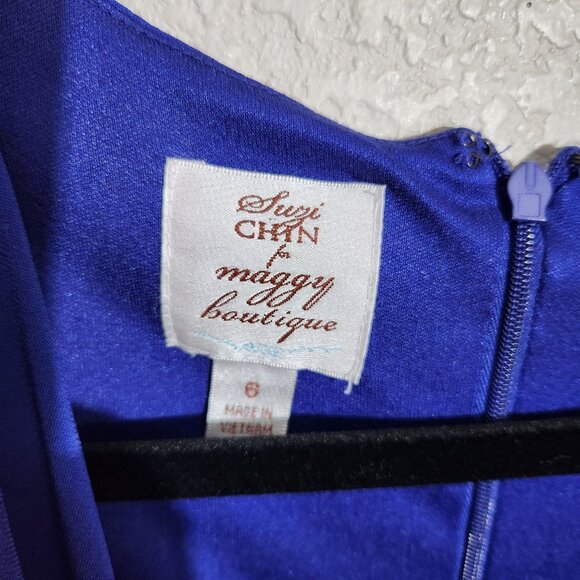 Suzi
CHIN
for
maggy
boutique
6
MADE IN
VIETNAM